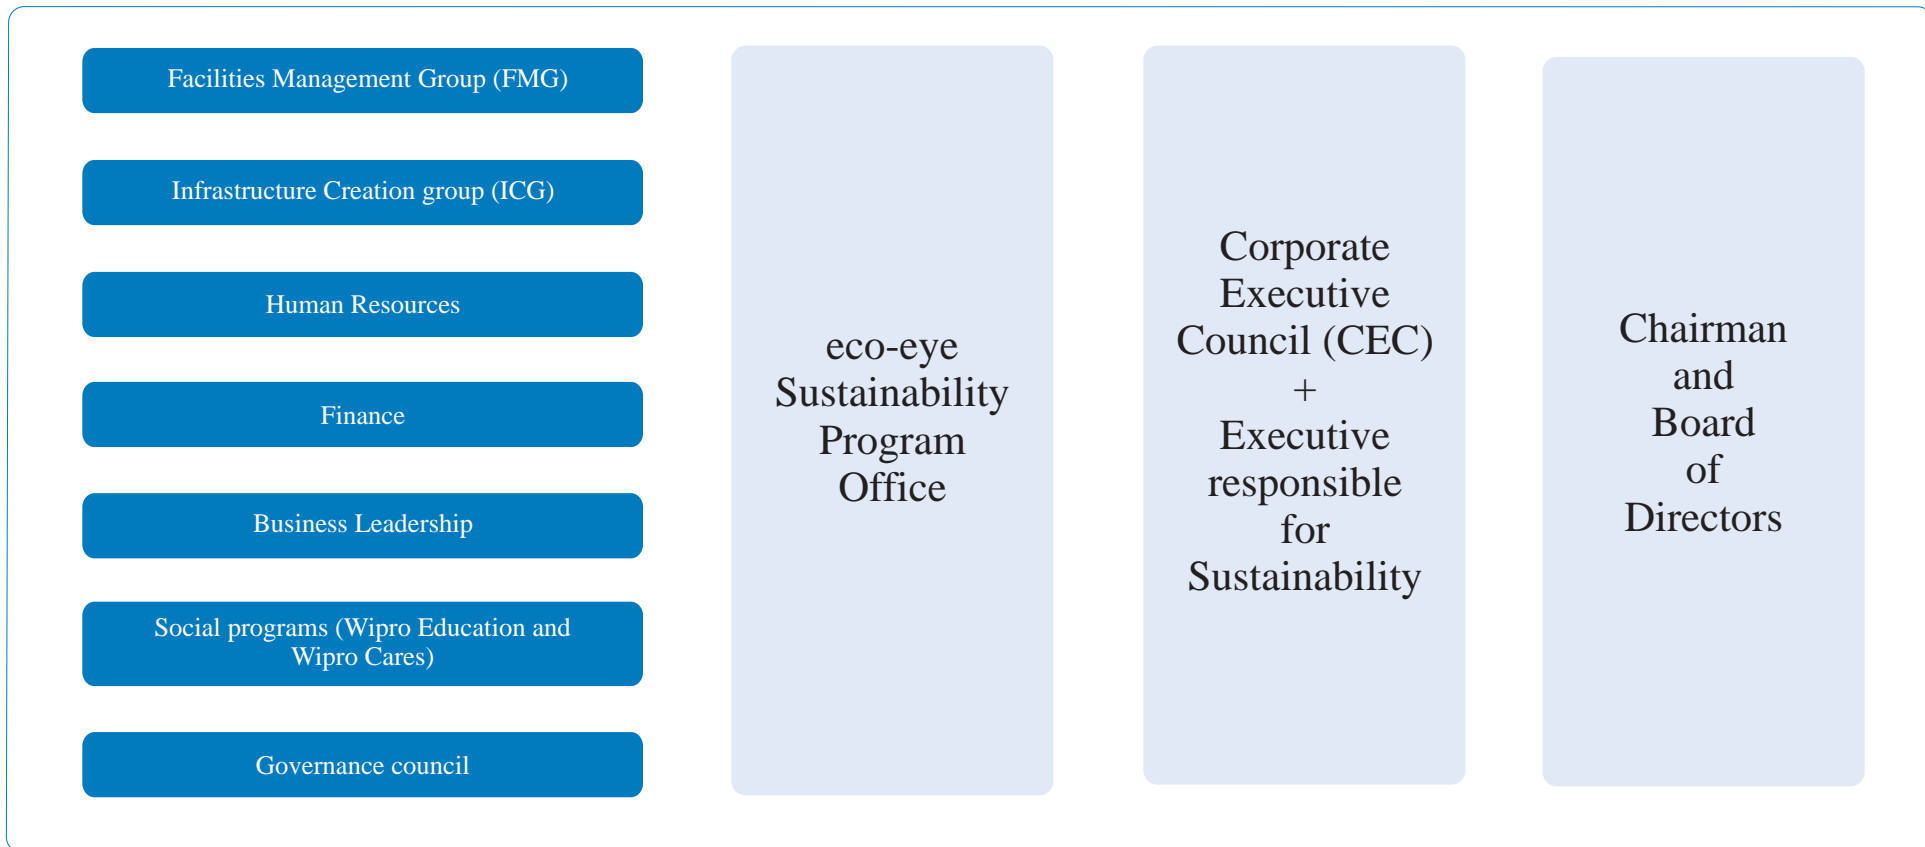 Facilities Management Group (FMG)
Infrastructure Creation group (ICG)
Human Resources
Finance
Business Leadership
Social programs (Wipro Education and
Wipro Cares)
Governance council
eco-eye
Sustainability
Program
Office
Corporate
Executive
Council (CEC)
+
Executive
responsible
for
Sustainability
Chairman
and
Board
of
Directors